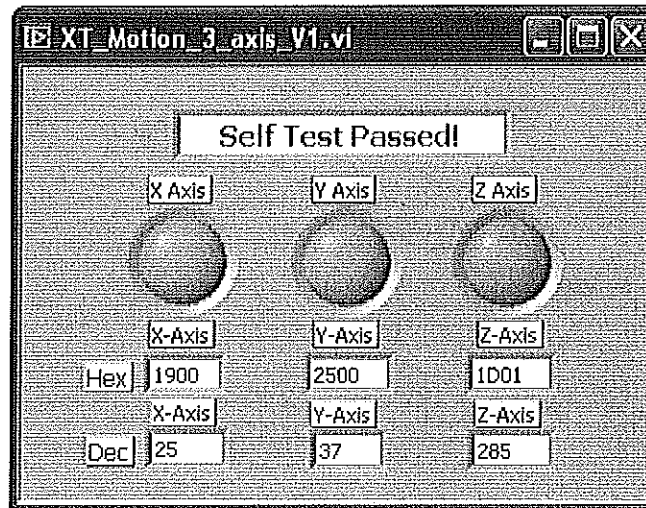 XT_Motion_3_axis_V1.vi
Self Test Passed!
X Axis Y Axis Z Axis
X-Axis Y-Axis Z-Axis
Hex 1900 2500 1D01
X-Axis Y-Axis Z-Axis
Dec 25 37 285